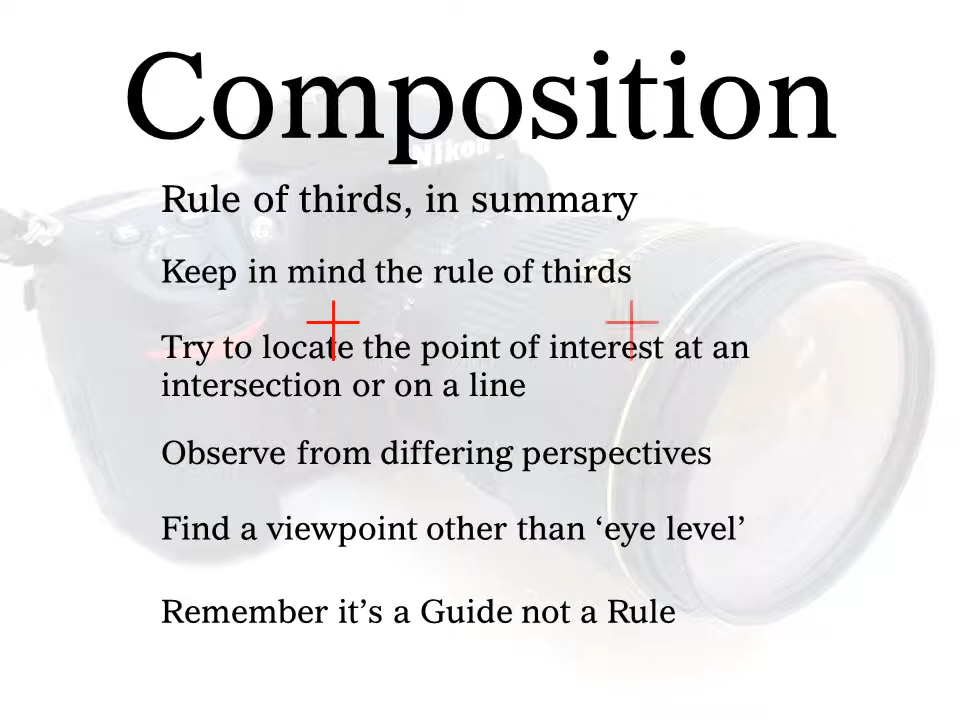 Composition
Nikon
Rule of thirds, in summary
Keep in mind the rule of thirds
Try to locate the point of interest at an
intersection or on a line
Observe from differing perspectives
Find a viewpoint other than ‘eye level’
Remember it’s a Guide not a Rule